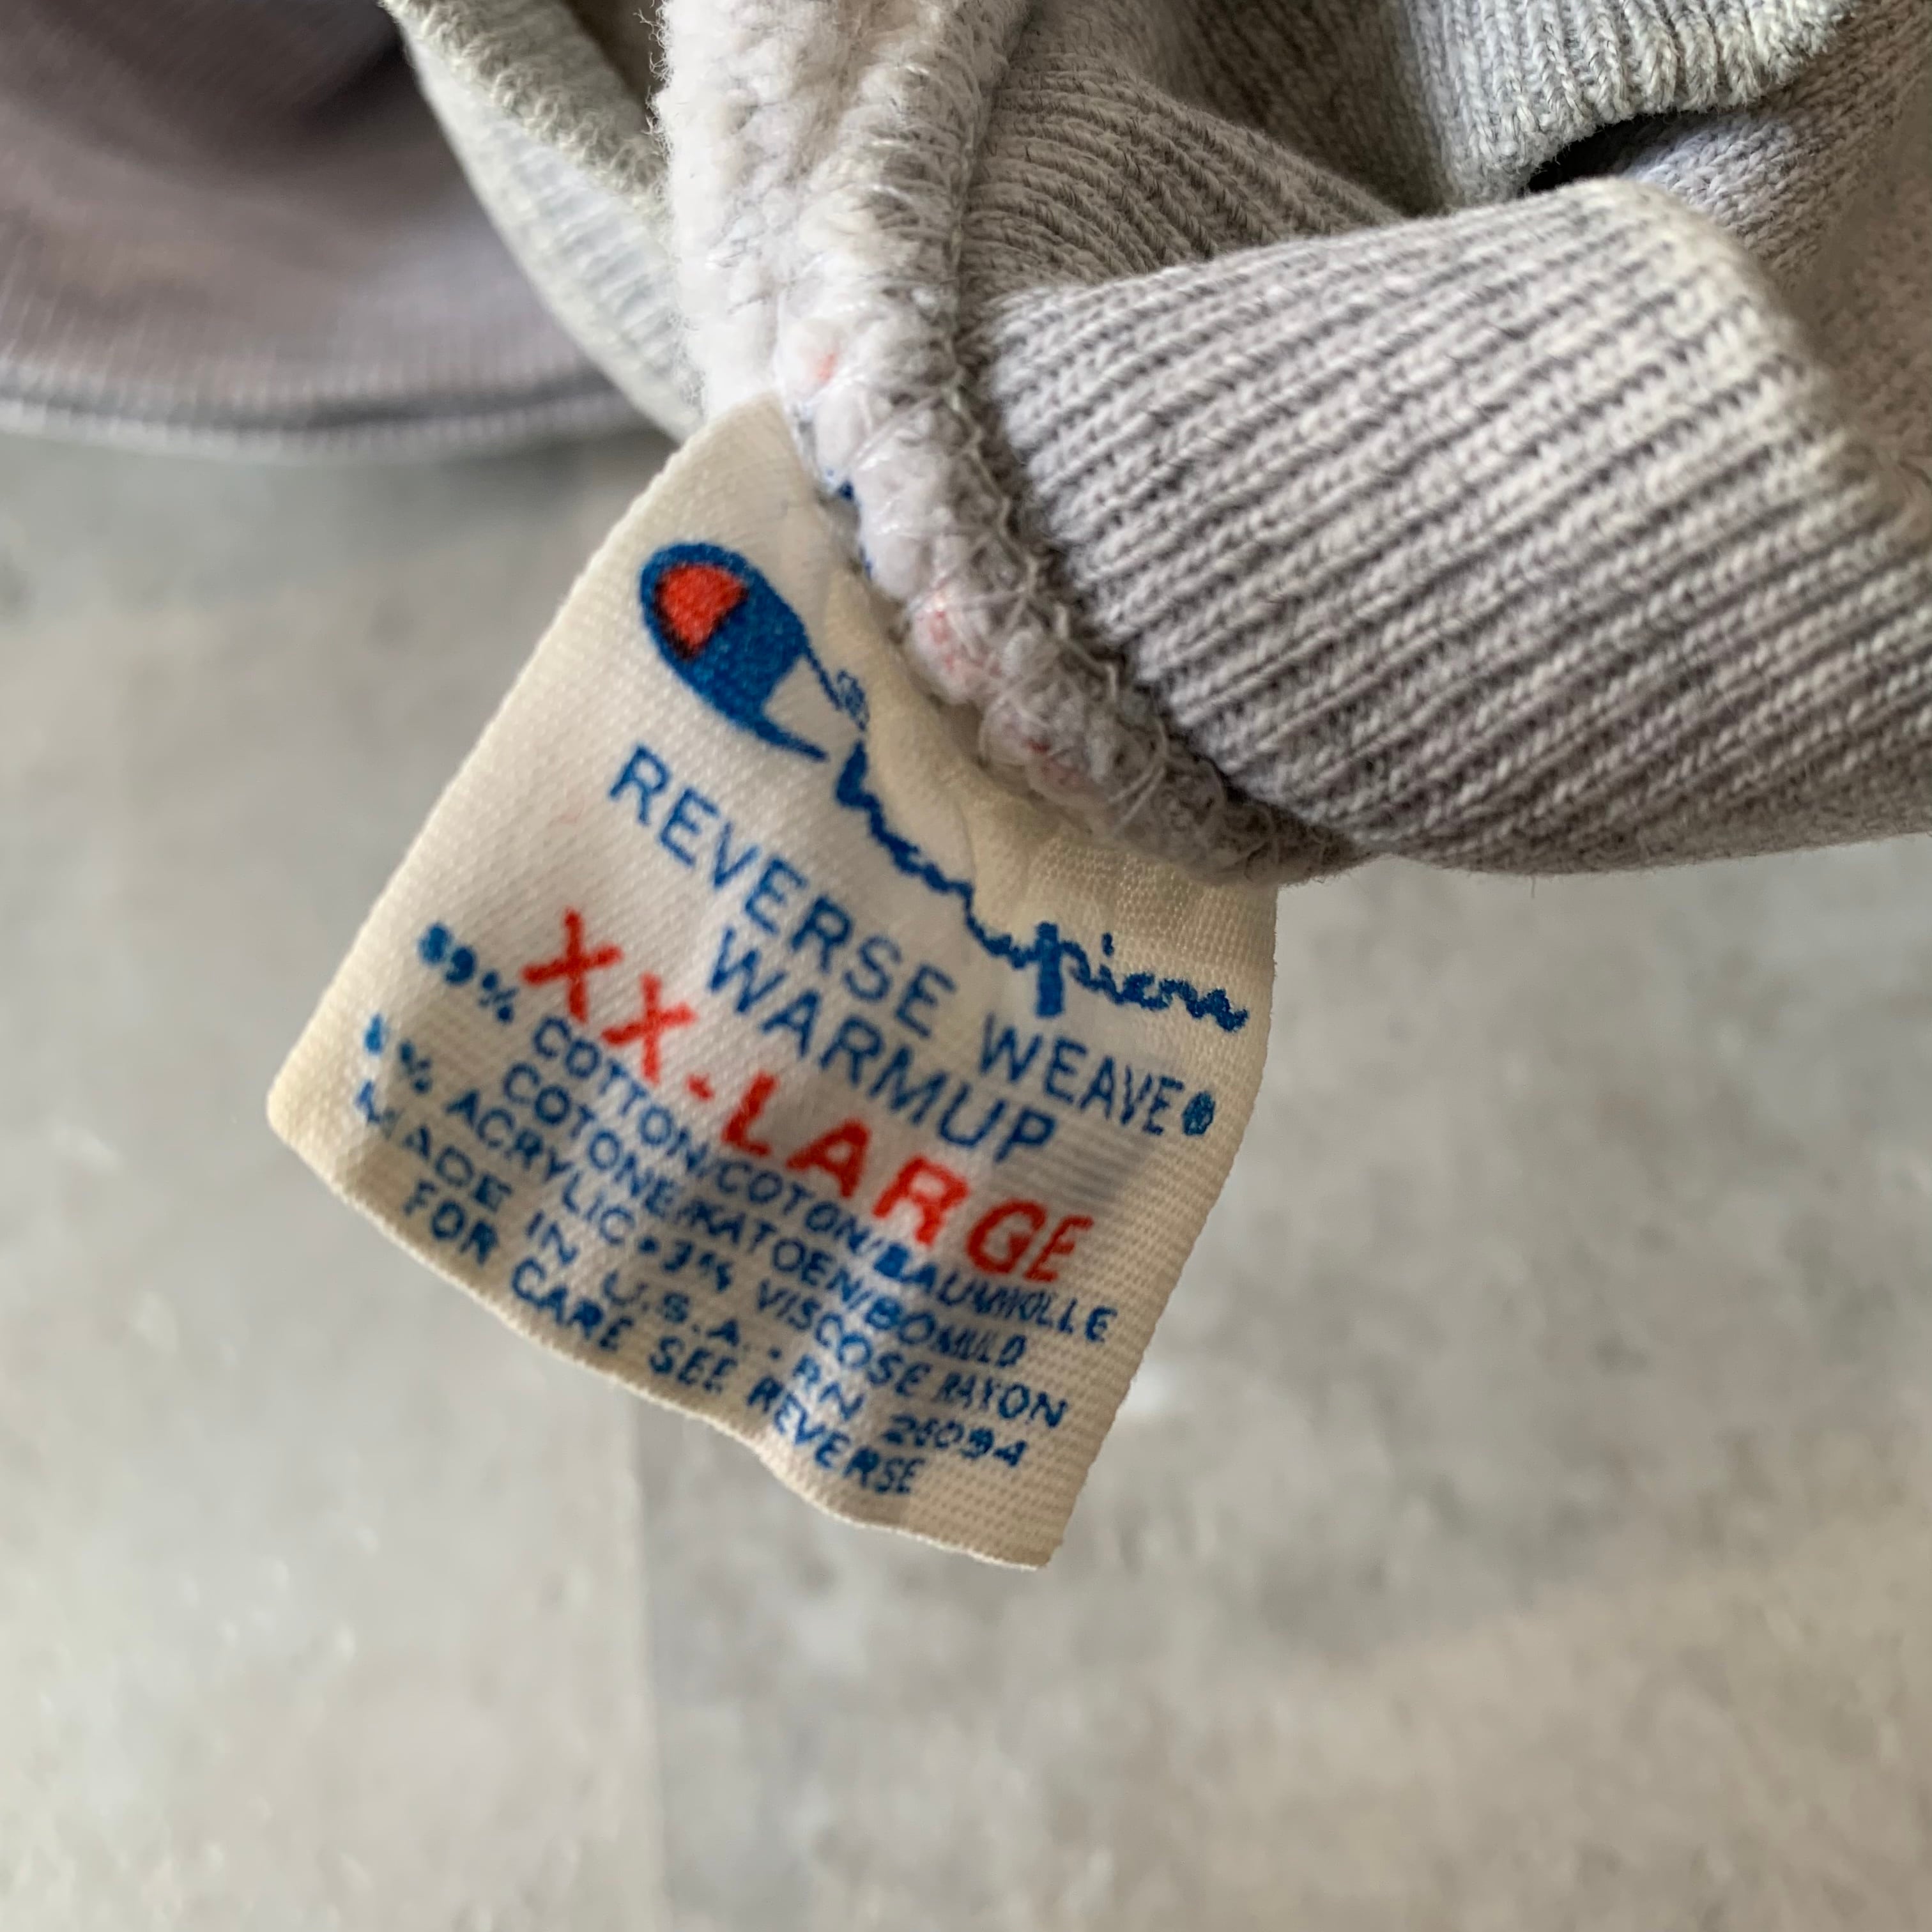 Champion
REVERSE WEAVE®
WARMUP
XX-LARGE
89% COTTON/COTON/BAUMWOLLE
COTONE/KATOEN/BOMULD
8% ACRYLIC•3% VISCOSE RAYON
MADE IN U.S.A. - RN 26094
FOR CARE SEE REVERSE